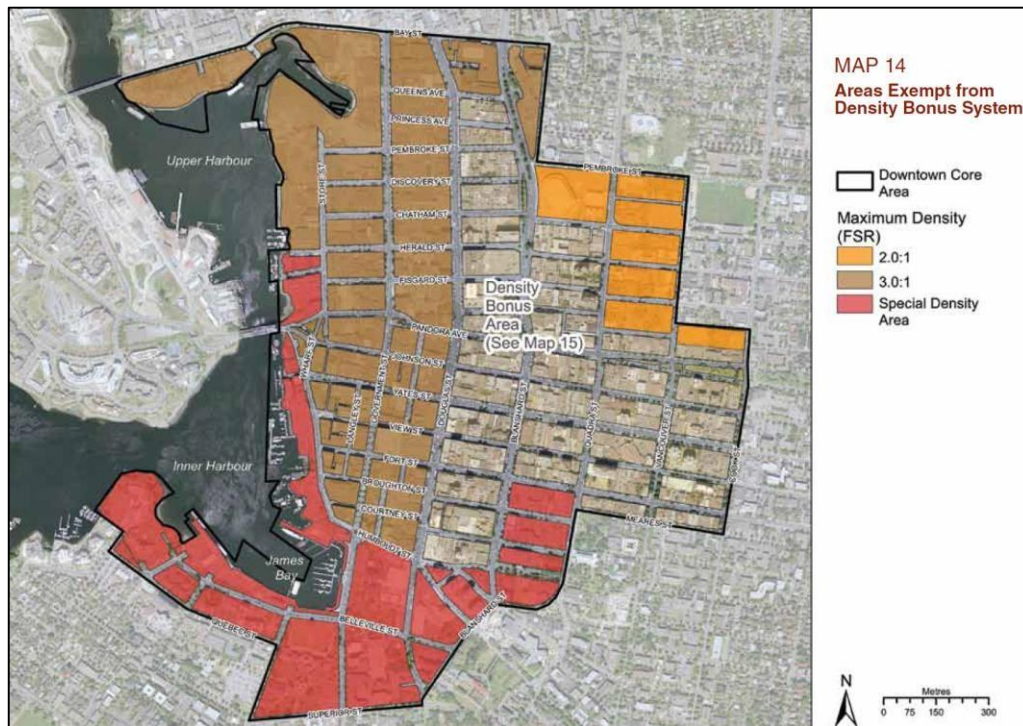 MAP 14
Areas Exempt from
Density Bonus System
Downtown Core
Area
Maximum Density
(FSR)
2.0:1
3.0:1
Special Density
Area
N
Metres
0 75 150 300
BAY ST
QUEENS AVE
PRINCESS AVE
PEMBROKE ST
PEMBROKE ST
Upper Harbour
STORE ST
DISCOVERY ST
CHATHAM ST
HERALD ST
FISGARD ST
Density
Bonus
Area
(See Map 15)
PANDORA AVE
WHARF ST
JOHNSON ST
GOVERNMENT ST
YATES ST
DOUGLAS ST
BLANSHARD ST
LANGLEY ST
VIEW ST
QUADRA ST
VANCOUVER ST
COOK ST
FORT ST
Inner Harbour
BROUGHTON ST
COURTNEY ST
MEARES ST
HUMBOLDT ST
James
Bay
BLANSHARD ST
BELLEVILLE ST
QUEBEC ST
SUPERIOR ST